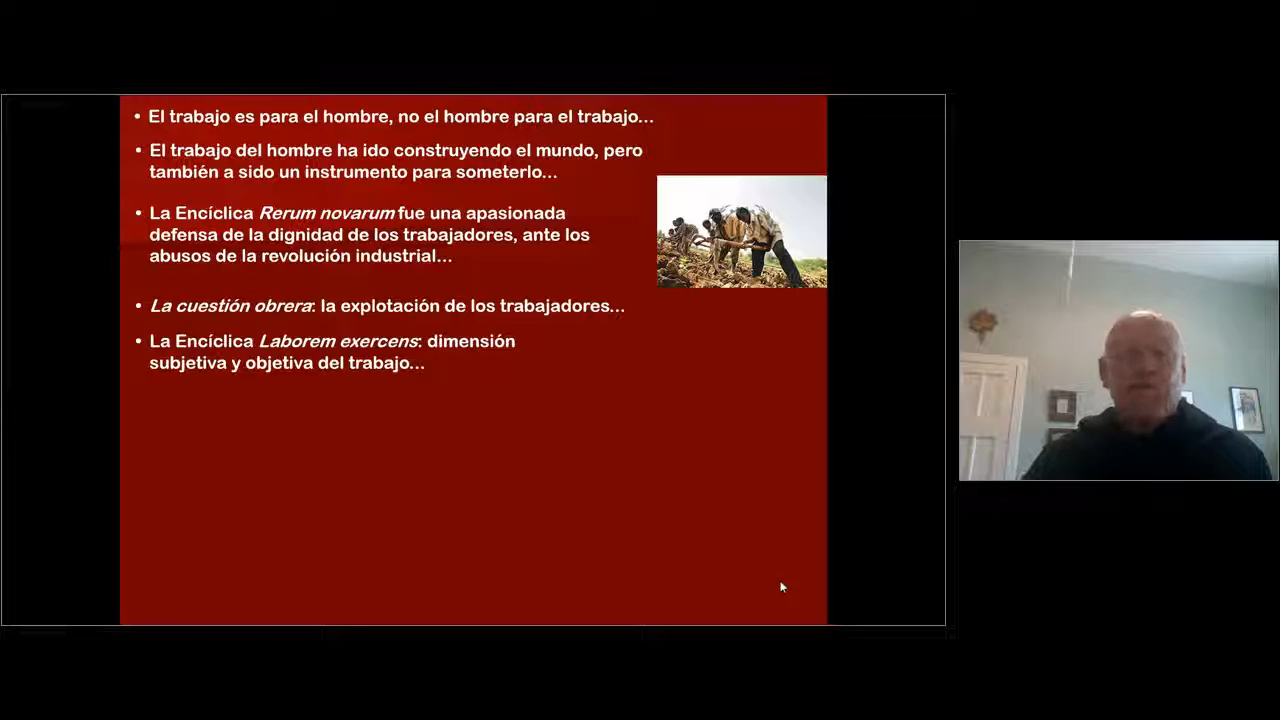 • El trabajo es para el hombre, no el hombre para el trabajo...
• El trabajo del hombre ha ido construyendo el mundo, pero
también a sido un instrumento para someterlo...
• La Encíclica Rerum novarum fue una apasionada
defensa de la dignidad de los trabajadores, ante los
abusos de la revolución industrial...
• La cuestión obrera: la explotación de los trabajadores...
• La Encíclica Laborem exercens: dimensión
subjetiva y objetiva del trabajo...